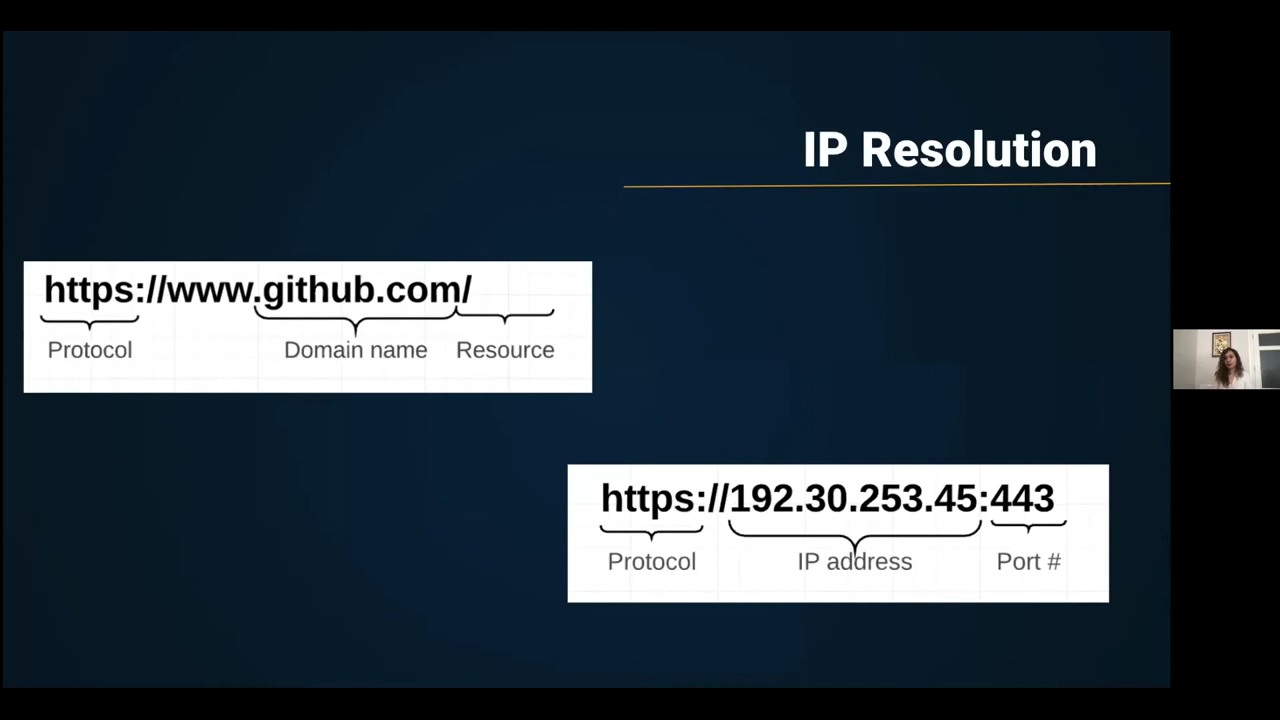 IP Resolution
https://www.github.com/
Protocol Domain name Resource
https://192.30.253.45:443
Protocol IP address Port #